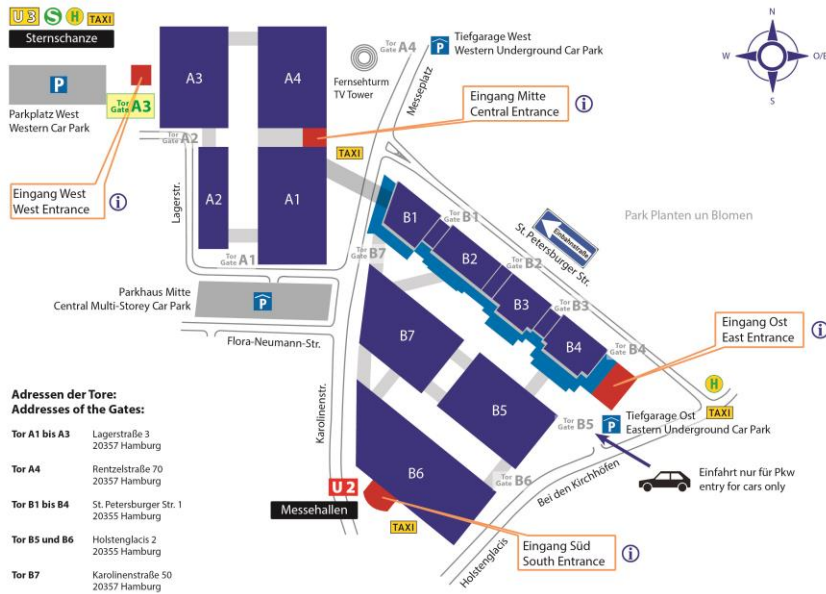 U3 S H TAXI
Sternschanze
P
Parkplatz West
Western Car Park
Tor
Gate A3
Eingang West
West Entrance
i
A3
A4
Tor
Gate A2
A2
A1
Tor
Gate A1
Lagerstr.
TAXI
Fernsehturm
TV Tower
Tor
Gate A4
Messeplatz
P
Tiefgarage West
Western Underground Car Park
Eingang Mitte
Central Entrance
i
N
W
O/E
S
Parkhaus Mitte
Central Multi-Storey Car Park
P
Flora-Neumann-Str.
Karolinenstr.
B1
Tor
Gate B1
B2
Tor
Gate B2
B3
Tor
Gate B3
B4
Tor
Gate B4
Einbahnstraße
St. Petersburger Str.
Park Planten un Blomen
Tor
Gate B7
B7
B5
B6
Eingang Ost
East Entrance
i
H
TAXI
Tor
Gate B5
P
Tiefgarage Ost
Eastern Underground Car Park
Tor
Gate B6
Bei den Kirchhöfen
Einfahrt nur für Pkw
entry for cars only
Holstenglacis
U2
Messehallen
TAXI
Eingang Süd
South Entrance
i
Adressen der Tore:
Addresses of the Gates:
Tor A1 bis A3 Lagerstraße 3
20357 Hamburg
Tor A4 Rentzelstraße 70
20357 Hamburg
Tor B1 bis B4 St. Petersburger Str. 1
20355 Hamburg
Tor B5 und B6 Holstenglacis 2
20355 Hamburg
Tor B7 Karolinenstraße 50
20357 Hamburg